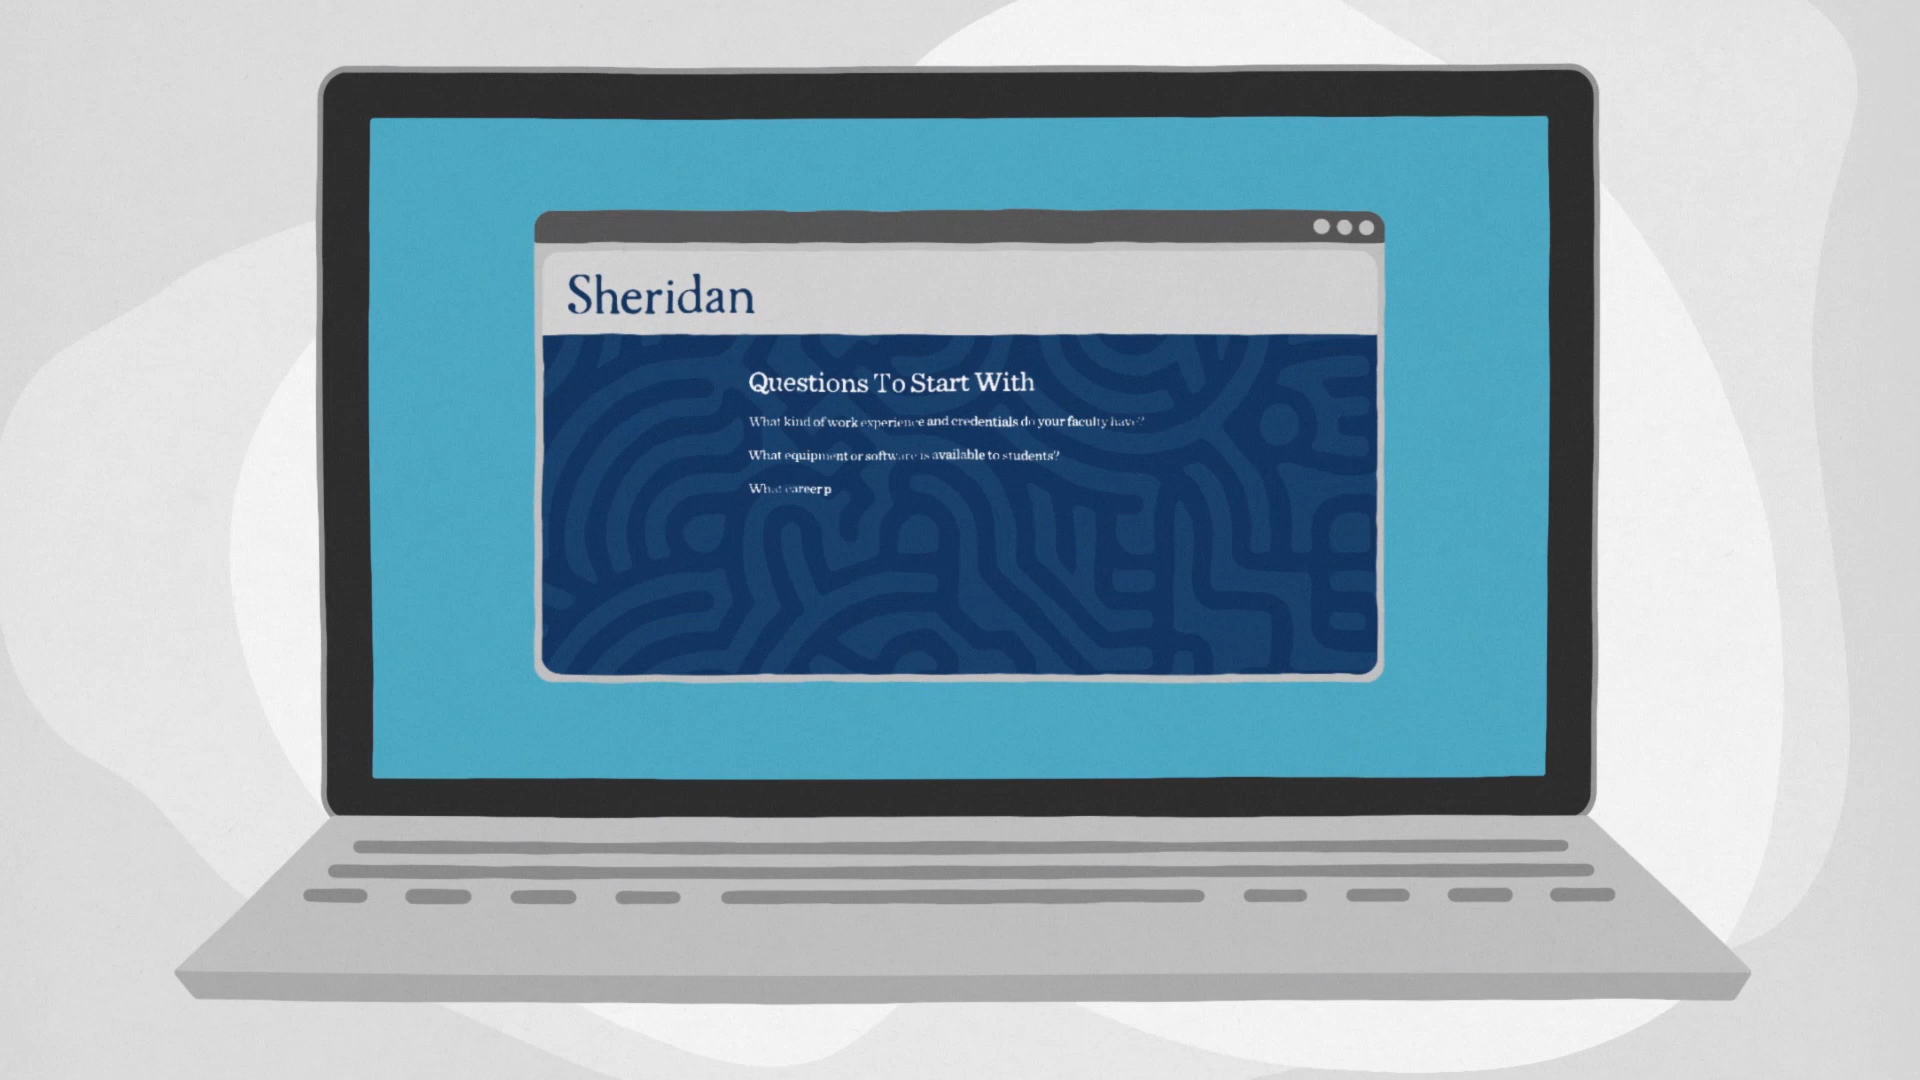 Sheridan
Questions To Start With
What kind of work experience and credentials do your faculty have?
What equipment or software is available to students?
What career p